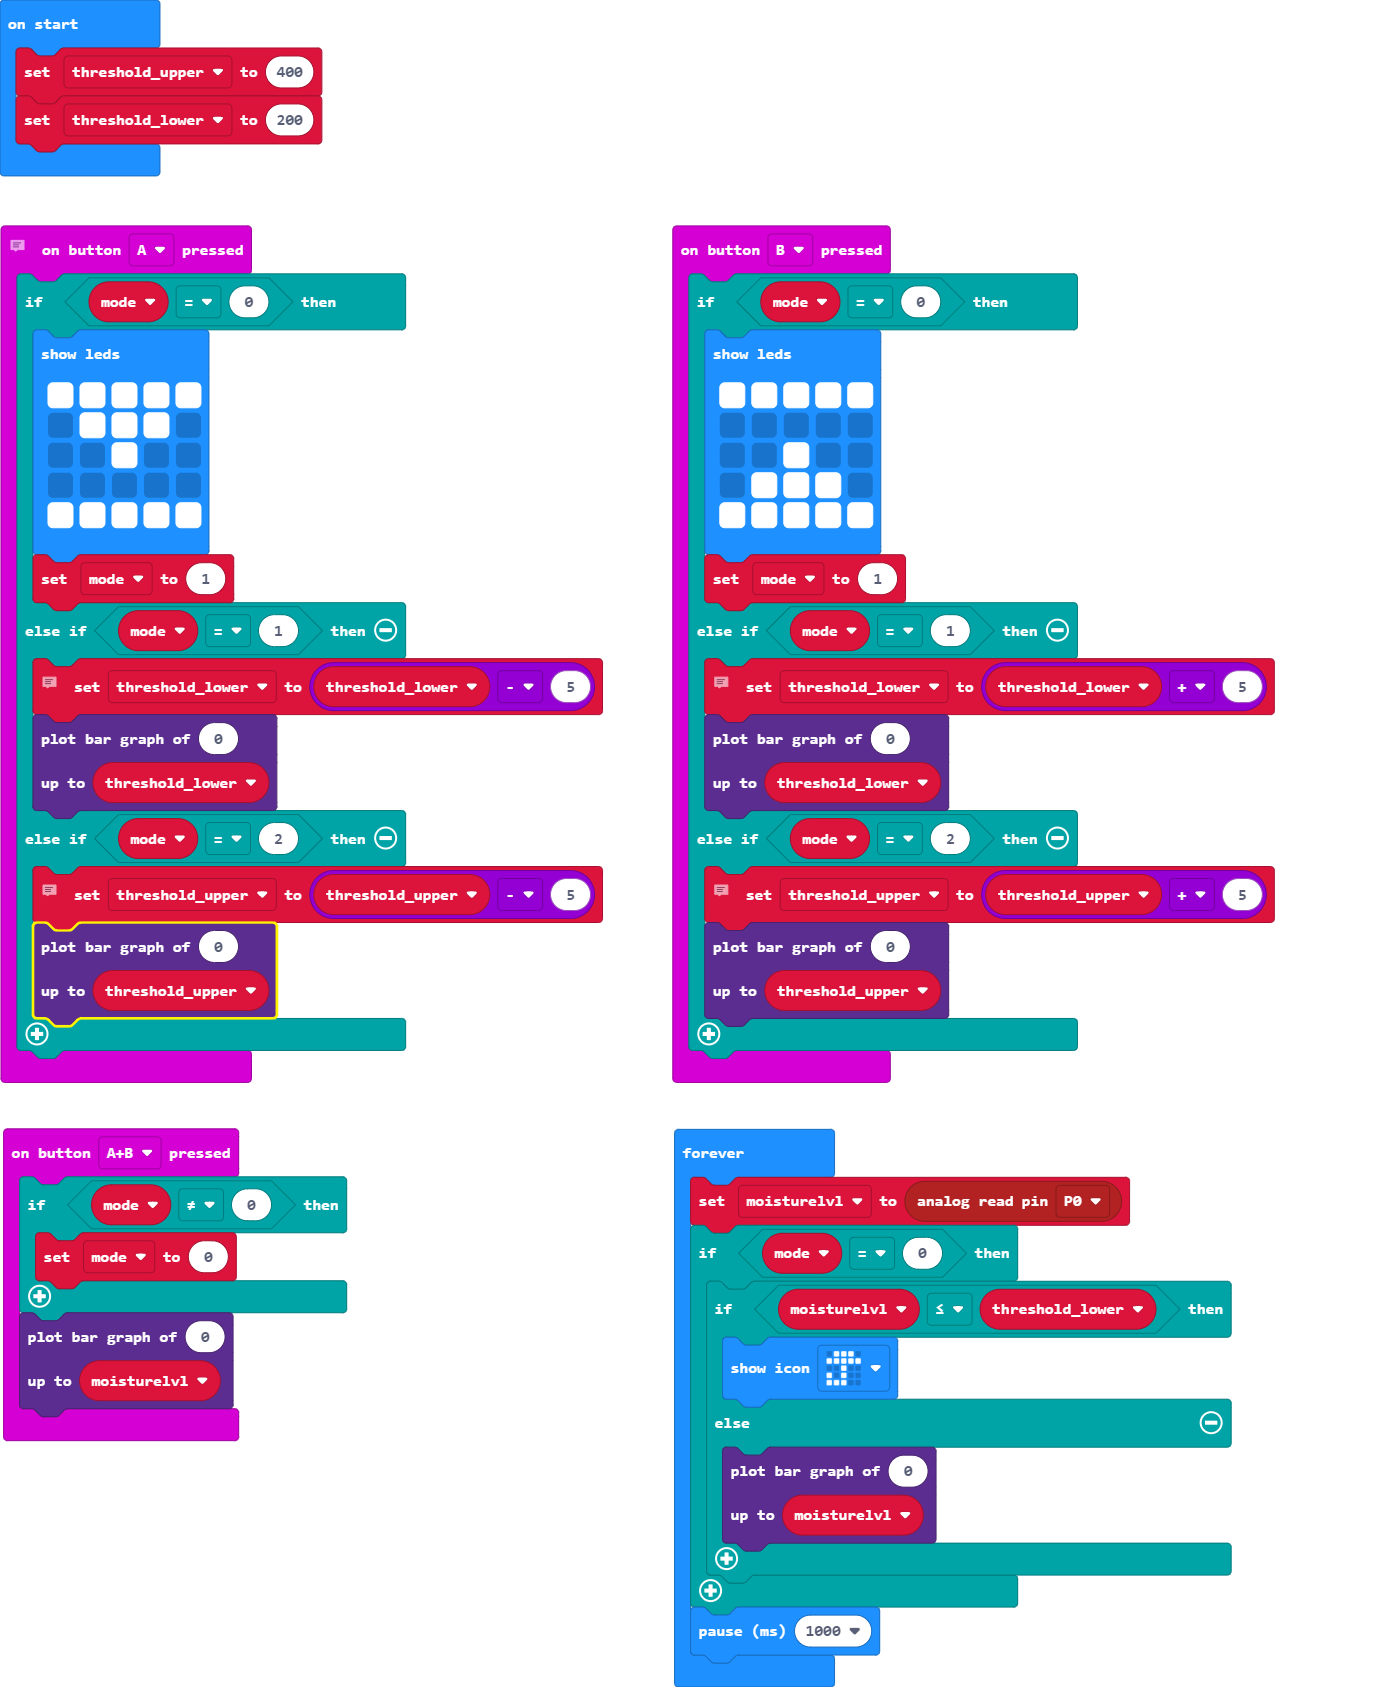 on start
set threshold_upper to 400
set threshold_lower to 200
on button A pressed
if mode = 0 then
show leds
set mode to 1
else if mode = 1 then
set threshold_lower to threshold_lower - 5
plot bar graph of 0
up to threshold_lower
else if mode = 2 then
set threshold_upper to threshold_upper - 5
plot bar graph of 0
up to threshold_upper
on button B pressed
if mode = 0 then
show leds
set mode to 1
else if mode = 1 then
set threshold_lower to threshold_lower + 5
plot bar graph of 0
up to threshold_lower
else if mode = 2 then
set threshold_upper to threshold_upper + 5
plot bar graph of 0
up to threshold_upper
on button A+B pressed
if mode ≠ 0 then
set mode to 0
plot bar graph of 0
up to moisturelvl
forever
set moisturelvl to analog read pin P0
if mode = 0 then
if moisturelvl ≤ threshold_lower then
show icon
else
plot bar graph of 0
up to moisturelvl
pause (ms) 1000